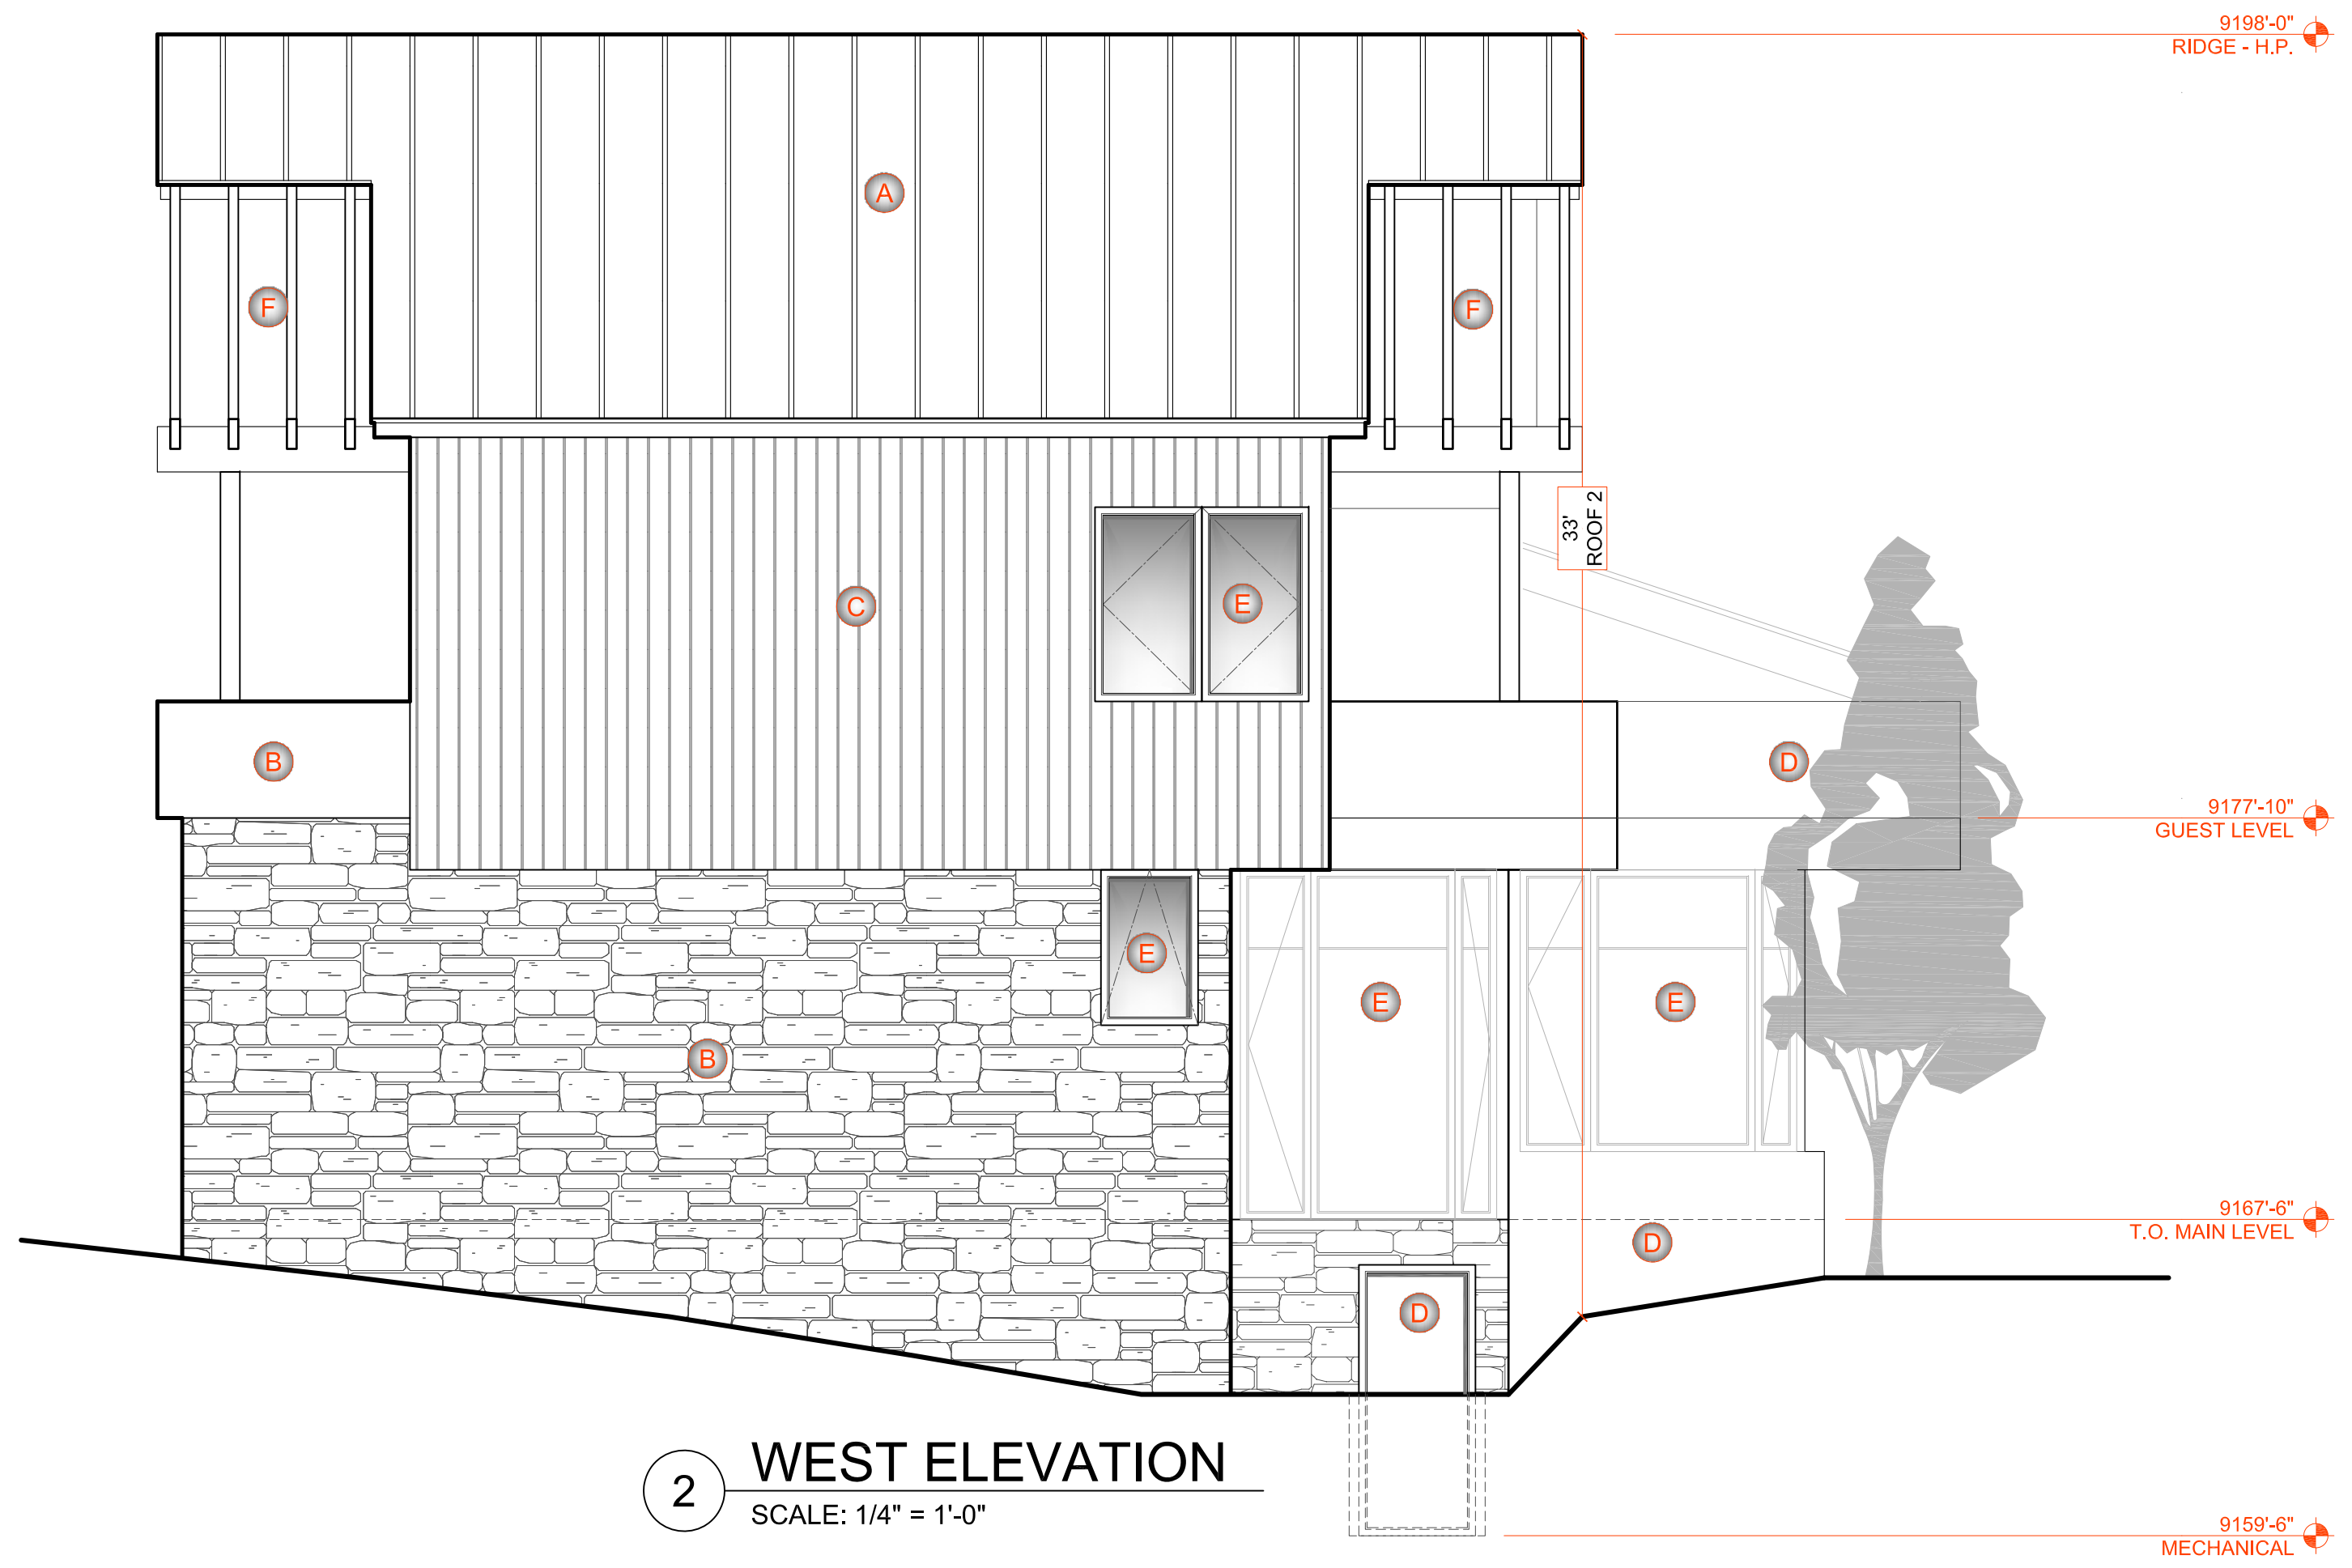 9198'-0"
RIDGE - H.P.
A
F
F
33'
ROOF 2
C
E
B
D
9177'-10"
GUEST LEVEL
E
E
E
B
9167'-6"
T.O. MAIN LEVEL
D
D
2
WEST ELEVATION
SCALE: 1/4" = 1'-0"
9159'-6"
MECHANICAL